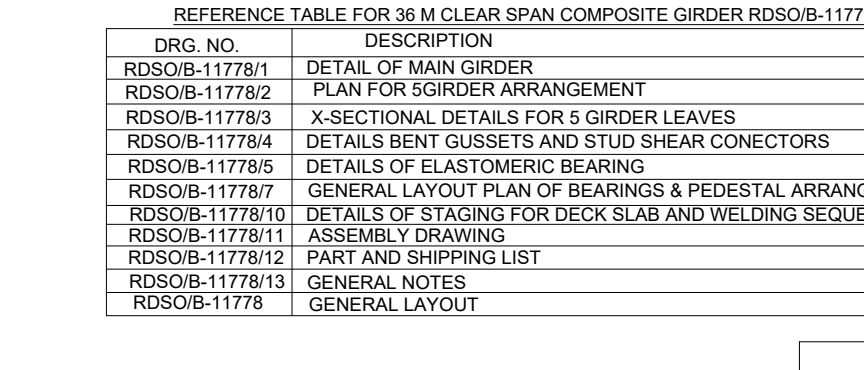 REFERENCE TABLE FOR 36 M CLEAR SPAN COMPOSITE GIRDER RDSO/B-1177
DRG. NO. DESCRIPTION
RDSO/B-11778/1 DETAIL OF MAIN GIRDER
RDSO/B-11778/2 PLAN FOR 5GIRDER ARRANGEMENT
RDSO/B-11778/3 X-SECTIONAL DETAILS FOR 5 GIRDER LEAVES
RDSO/B-11778/4 DETAILS BENT GUSSETS AND STUD SHEAR CONECTORS
RDSO/B-11778/5 DETAILS OF ELASTOMERIC BEARING
RDSO/B-11778/7 GENERAL LAYOUT PLAN OF BEARINGS & PEDESTAL ARRANG
RDSO/B-11778/10 DETAILS OF STAGING FOR DECK SLAB AND WELDING SEQUE
RDSO/B-11778/11 ASSEMBLY DRAWING
RDSO/B-11778/12 PART AND SHIPPING LIST
RDSO/B-11778/13 GENERAL NOTES
RDSO/B-11778 GENERAL LAYOUT